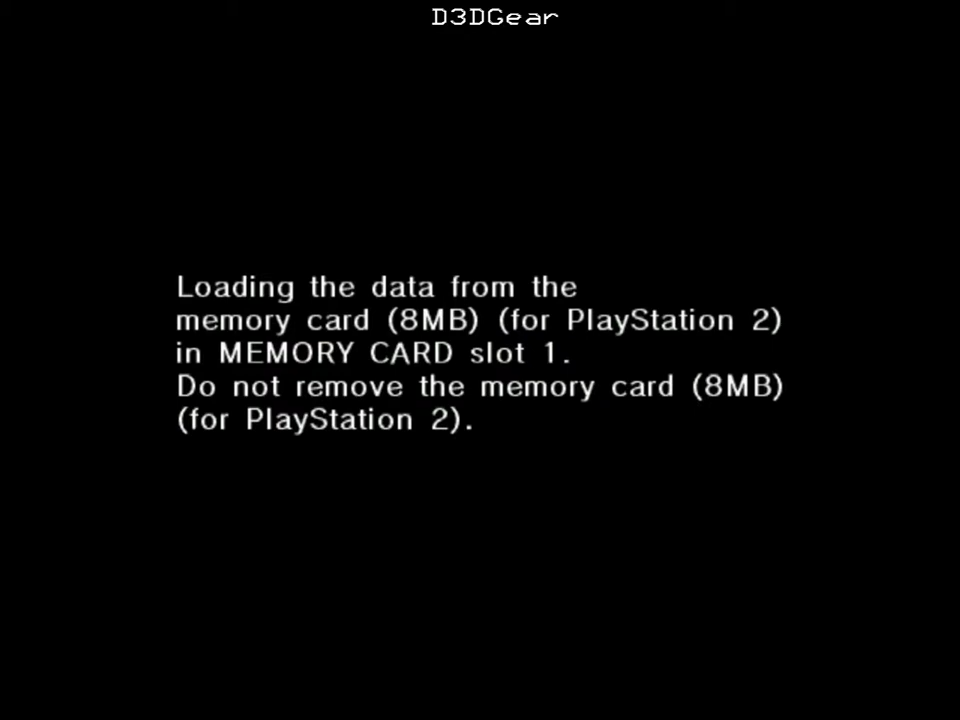 D3DGear
Loading the data from the
memory card (8MB) (for PlayStation 2)
in MEMORY CARD slot 1.
Do not remove the memory card (8MB)
(for PlayStation 2).